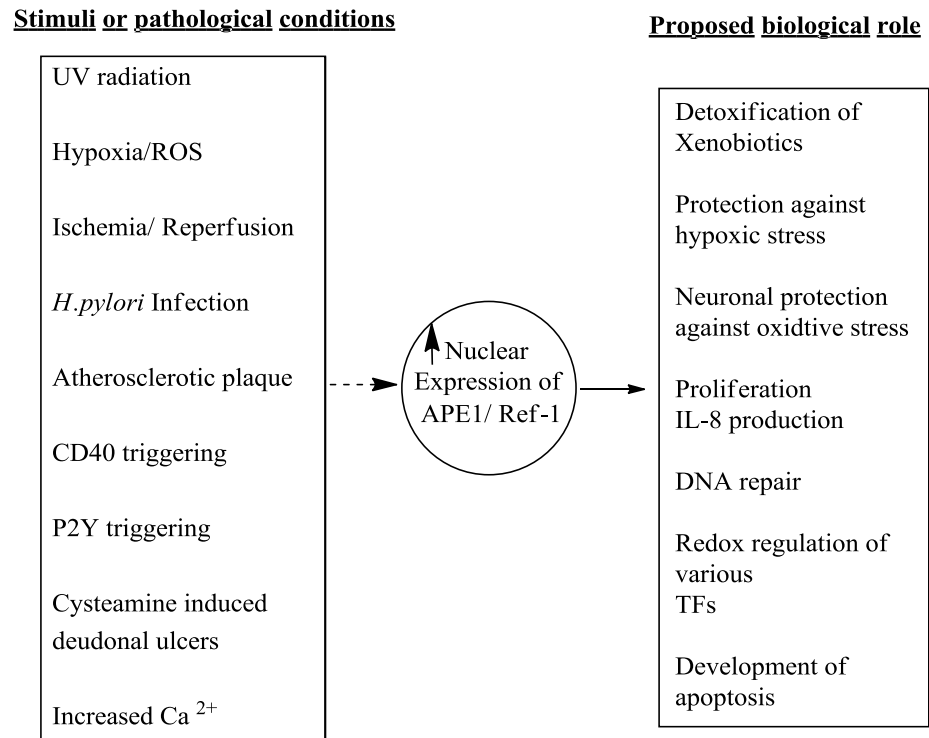 Stimuli or pathological conditions
UV radiation
Hypoxia/ROS
Ischemia/ Reperfusion
H.pylori Infection
Atherosclerotic plaque
CD40 triggering
P2Y triggering
Cysteamine induced
deudonal ulcers
Increased Ca 2+
Nuclear
Expression of
APE1/ Ref-1
Proposed biological role
Detoxification of
Xenobiotics
Protection against
hypoxic stress
Neuronal protection
against oxidtive stress
Proliferation
IL-8 production
DNA repair
Redox regulation of
various
TFs
Development of
apoptosis